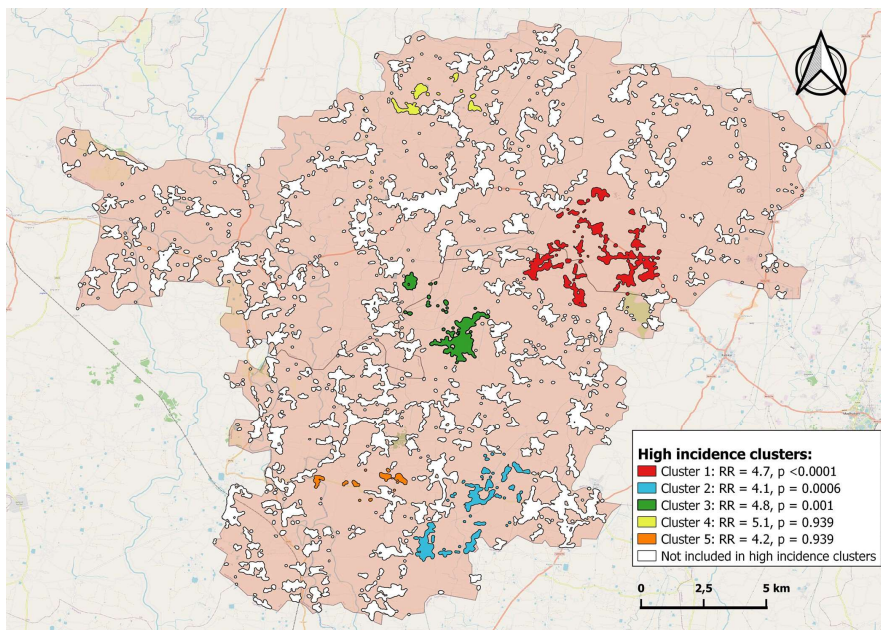 High incidence clusters:
Cluster 1: RR = 4.7, p <0.0001
Cluster 2: RR = 4.1, p = 0.0006
Cluster 3: RR = 4.8, p = 0.001
Cluster 4: RR = 5.1, p = 0.939
Cluster 5: RR = 4.2, p = 0.939
Not included in high incidence clusters
0 2,5 5 km